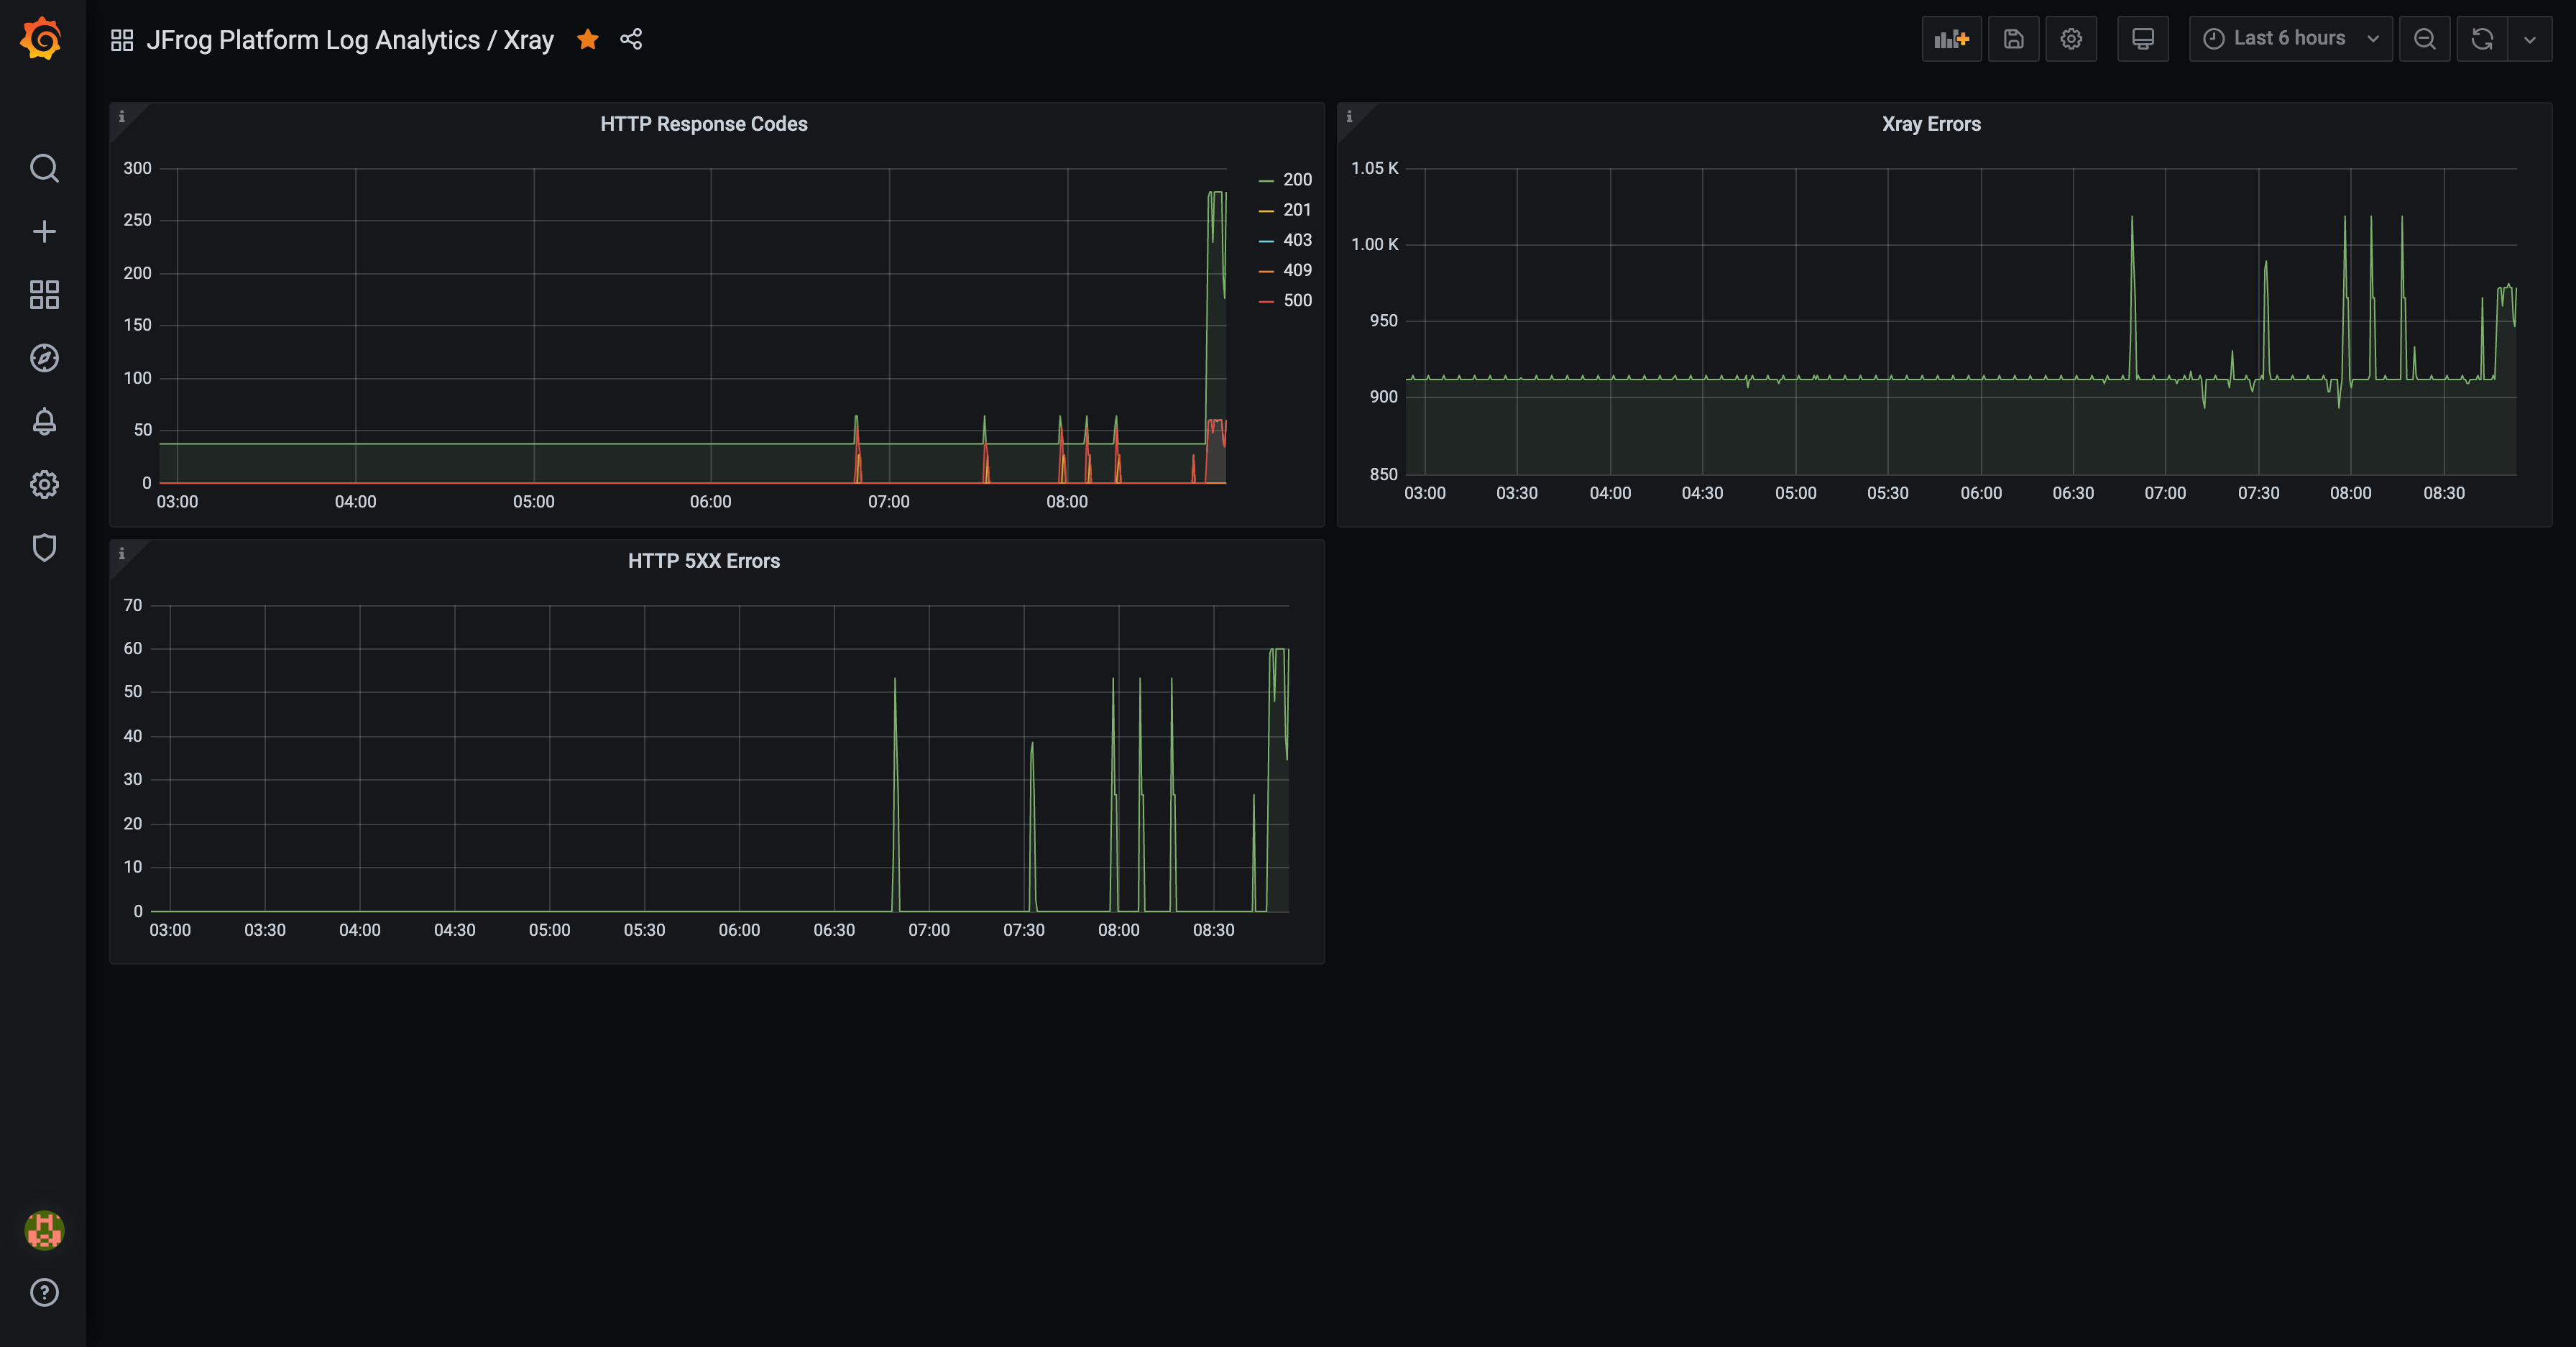 JFrog Platform Log Analytics / Xray
Last 6 hours
HTTP Response Codes
300
250
200
150
100
50
0
03:00 04:00 05:00 06:00 07:00 08:00
200
201
403
409
500
Xray Errors
1.05 K
1.00 K
950
900
850
03:00 03:30 04:00 04:30 05:00 05:30 06:00 06:30 07:00 07:30 08:00 08:30
HTTP 5XX Errors
70
60
50
40
30
20
10
0
03:00 03:30 04:00 04:30 05:00 05:30 06:00 06:30 07:00 07:30 08:00 08:30